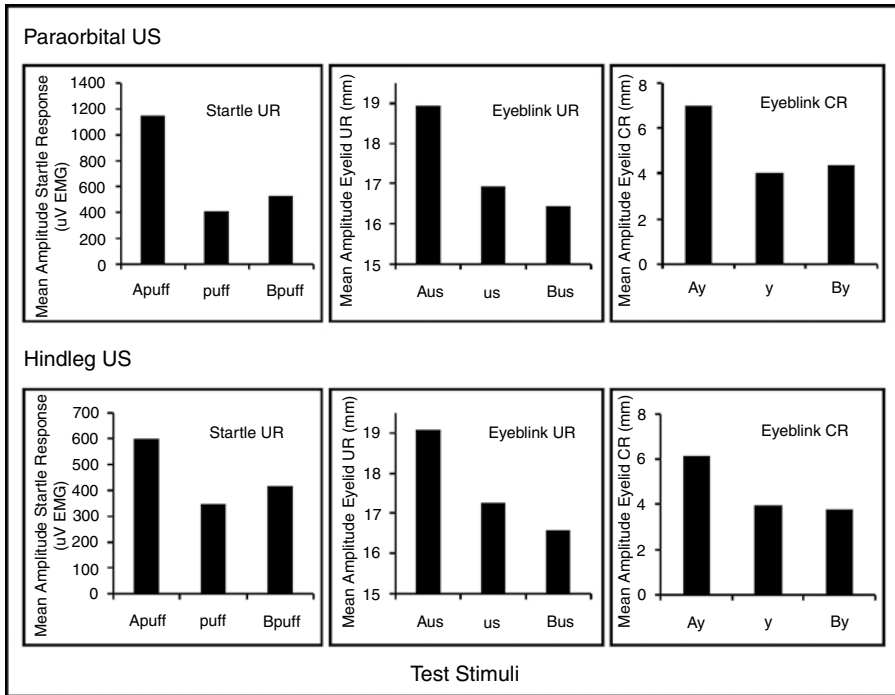 Paraorbital US
Mean Amplitude Startle Response
(uV EMG)
1400
1200
1000
800
600
400
200
0
Startle UR
Apuff puff Bpuff
Mean Amplitude Eyelid UR (mm)
19
17
16
15
Eyeblink UR
Aus us Bus
Mean Amplitude Eyelid CR (mm)
8
6
4
2
0
Eyeblink CR
Ay y By
Hindleg US
Mean Amplitude Startle Response
(uV EMG)
700
600
500
400
300
200
100
0
Startle UR
Apuff puff Bpuff
Mean Amplitude Eyelid UR (mm)
19
17
16
15
Eyeblink UR
Aus us Bus
Mean Amplitude Eyelid CR (mm)
8
6
4
2
0
Eyeblink CR
Ay y By
Test Stimuli